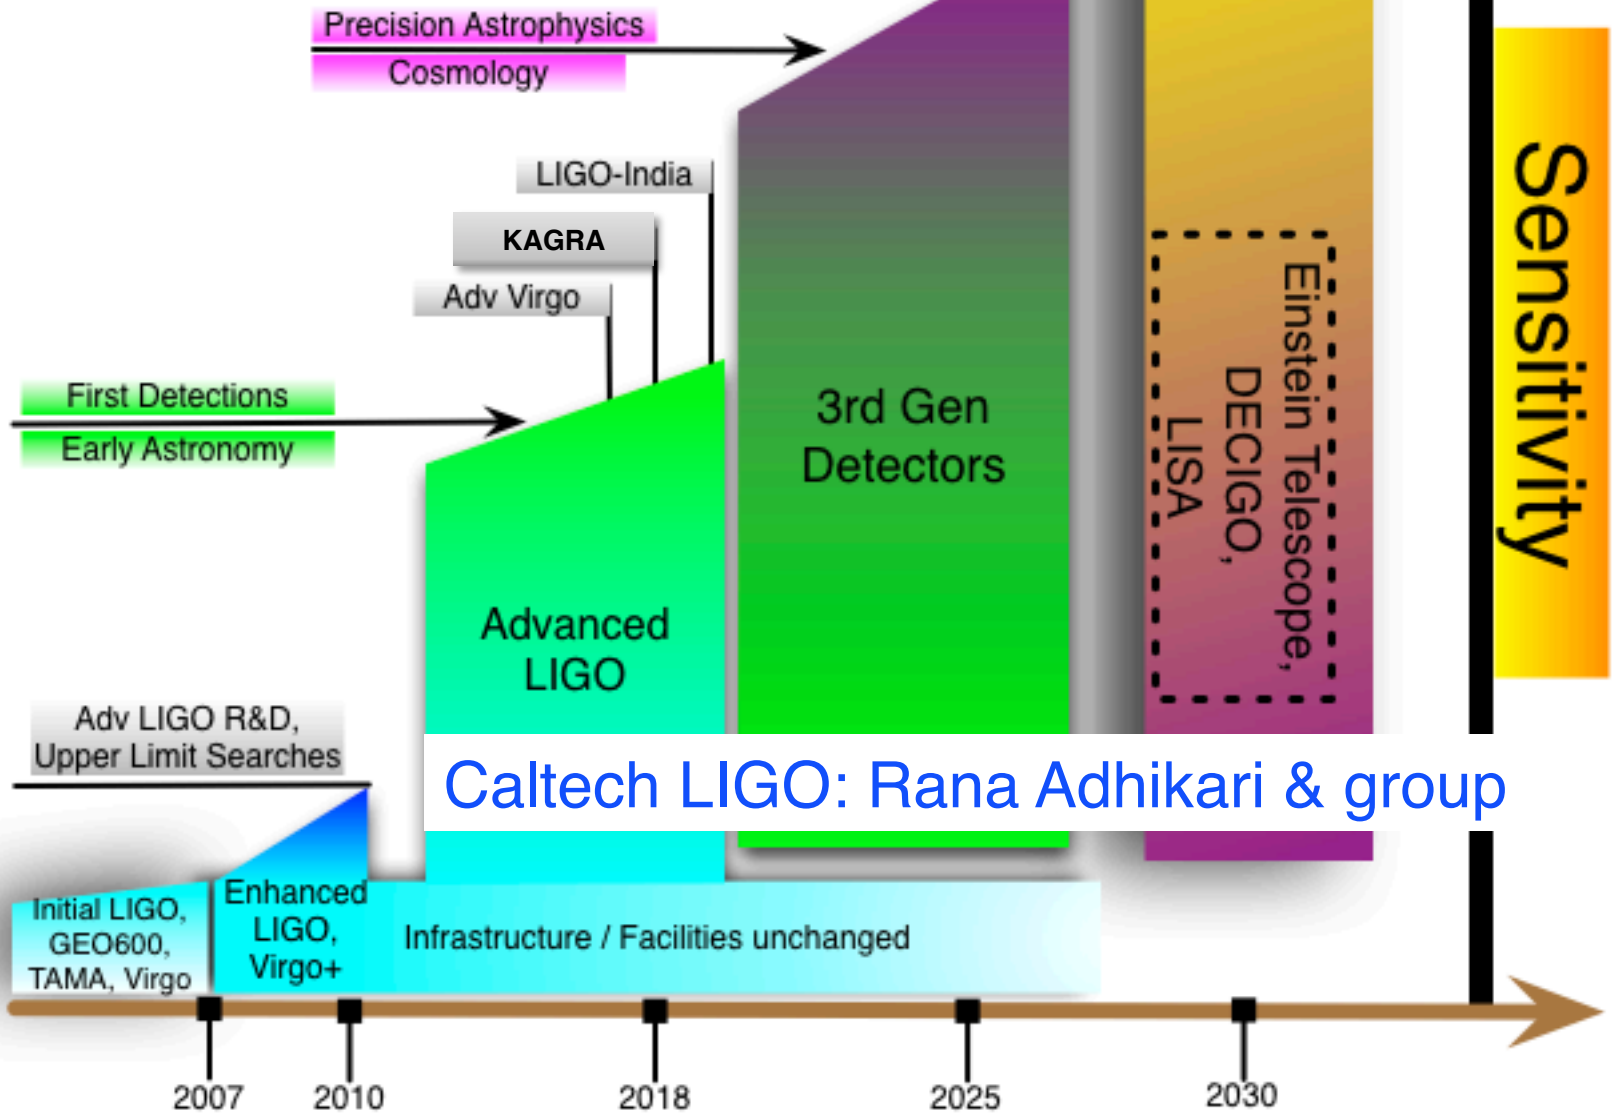 Precision Astrophysics
Cosmology
LIGO-India
KAGRA
Adv Virgo
First Detections
Early Astronomy
3rd Gen
Detectors
Einstein Telescope,
DECIGO,
LISA
Sensitivity
Advanced
LIGO
Adv LIGO R&D,
Upper Limit Searches
Caltech LIGO: Rana Adhikari & group
Initial LIGO,
GEO600,
TAMA, Virgo
Enhanced
LIGO,
Virgo+
Infrastructure / Facilities unchanged
2007
2010
2018
2025
2030